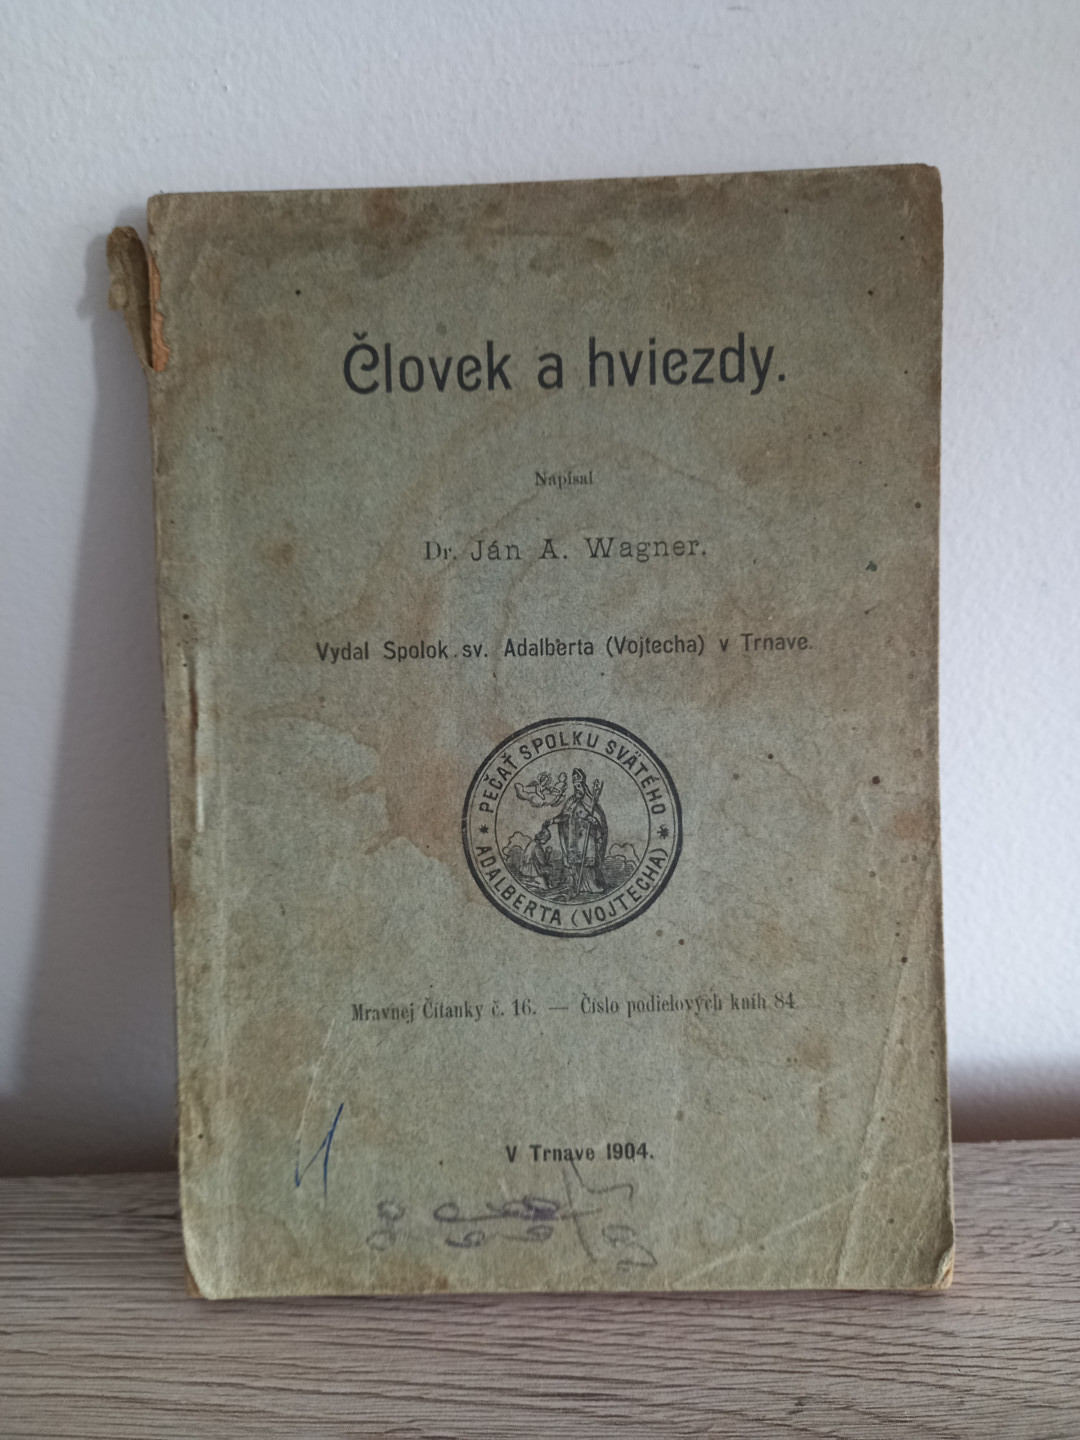 Človek a hviezdy.
Napísal
Dr. Ján A. Wagner.
Vydal Spolok sv. Adalberta (Vojtecha) v Trnave.
PEČAŤ SPOLKU SVÄTÉHO
* ADALBERTA (VOJTECHA) *
Mravnej Čítanky č. 16. — Číslo podielových kníh 84
V Trnave 1904.
1